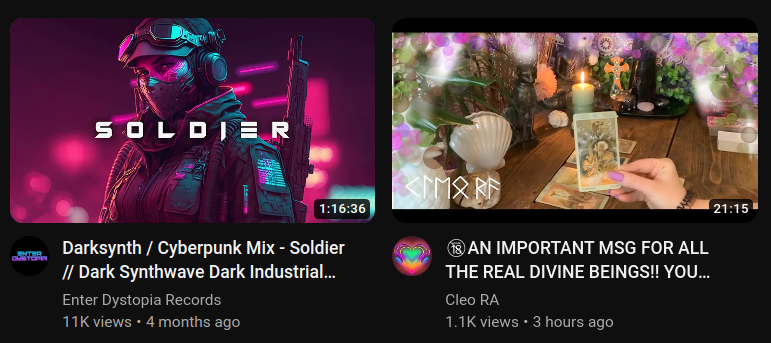 SOLDIER
1:16:36
ENTER
DYSTOPIA
Darksynth / Cyberpunk Mix - Soldier
// Dark Synthwave Dark Industrial...
Enter Dystopia Records
11K views • 4 months ago
CLEO RA
21:15
🔞AN IMPORTANT MSG FOR ALL
THE REAL DIVINE BEINGS!! YOU...
Cleo RA
1.1K views • 3 hours ago